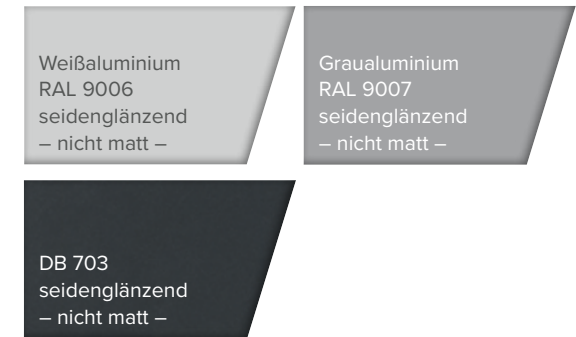 Weißaluminium
RAL 9006
seidenglänzend
– nicht matt –
Graualuminium
RAL 9007
seidenglänzend
– nicht matt –
DB 703
seidenglänzend
– nicht matt –